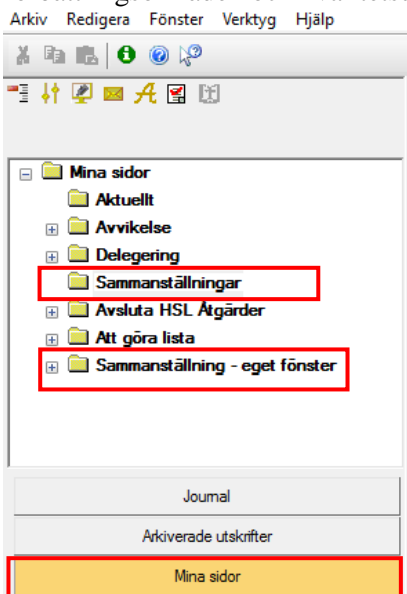 Arkiv Redigera Fönster Verktyg Hjälp
Mina sidor
Aktuellt
Avvikelse
Delegering
Sammanställningar
Avsluta HSL Åtgärder
Att göra lista
Sammanställning - eget fönster
Journal
Arkiverade utskrifter
Mina sidor